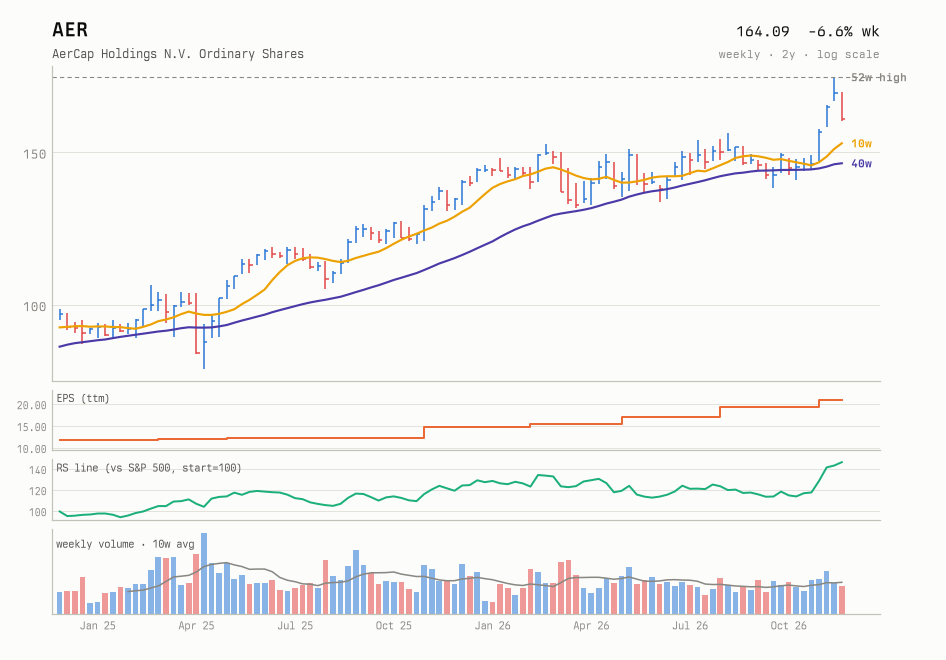 AER
164.09 -6.6% wk
AerCap Holdings N.V. Ordinary Shares
weekly · 2y · log scale
52w high
150
10w
40w
100
EPS (ttm)
20.00
15.00
10.00
RS line (vs S&P 500, start=100)
140
120
100
weekly volume · 10w avg
Jan 25 Apr 25 Jul 25 Oct 25 Jan 26 Apr 26 Jul 26 Oct 26